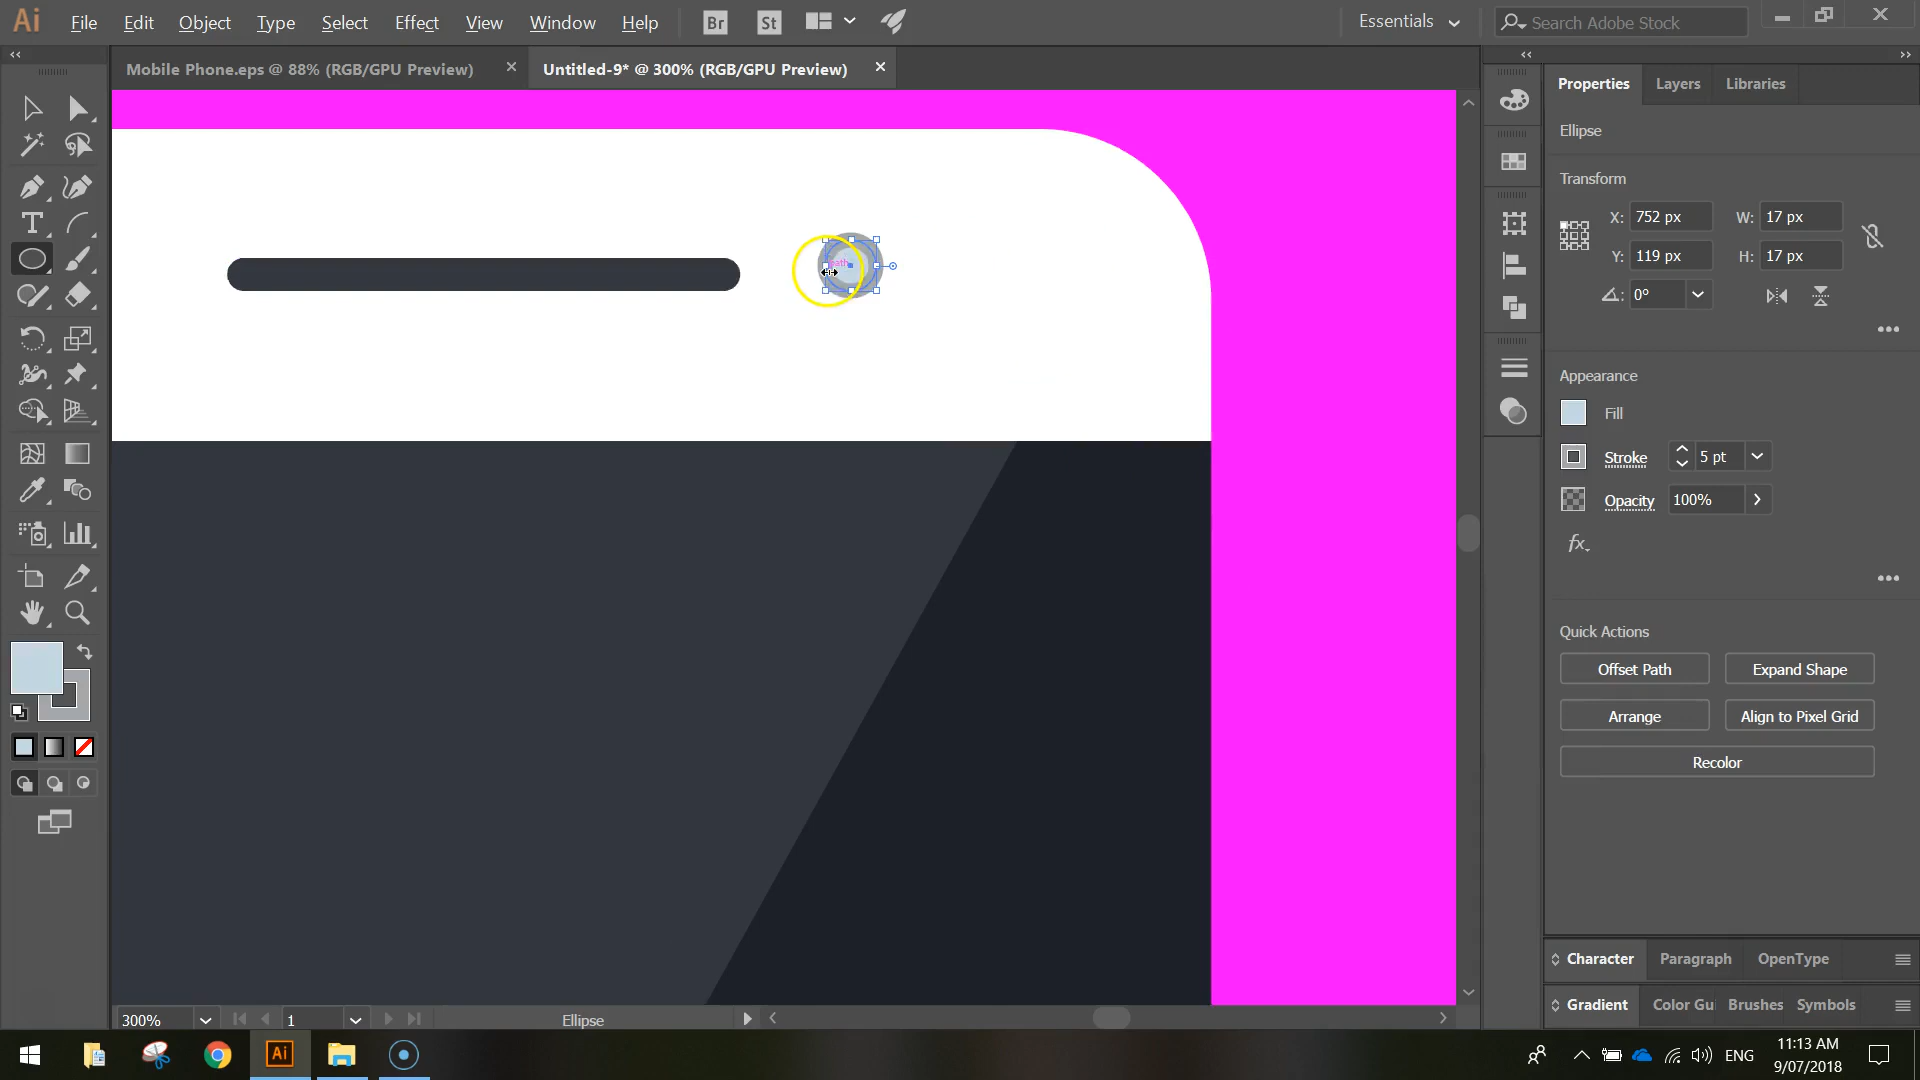 Ai File Edit Object Type Select Effect View Window Help Br St Essentials Search Adobe Stock
Mobile Phone.eps @ 88% (RGB/GPU Preview) Untitled-9* @ 300% (RGB/GPU Preview)
Properties Layers Libraries
Ellipse
Transform
X: 752 px W: 17 px
Y: 119 px H: 17 px
0°
path
Appearance
Fill
Stroke 5 pt
Opacity 100%
fx
Quick Actions
Offset Path Expand Shape
Arrange Align to Pixel Grid
Recolor
Character Paragraph OpenType
Gradient Color Gui Brushes Symbols
300% 1 Ellipse
Ai ENG 11:13 AM
9/07/2018